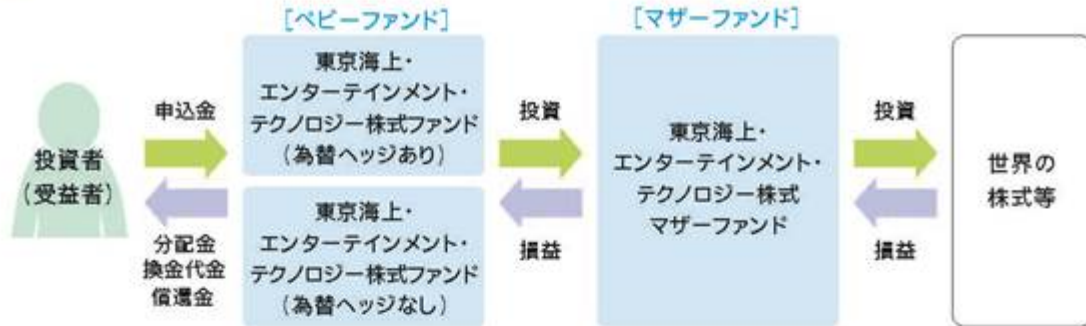 [ベビーファンド]
[マザーファンド]
投資者
(受益者)
申込金
分配金
換金代金
償還金
東京海上・
エンターテインメント・
テクノロジー株式ファンド
(為替ヘッジあり)
東京海上・
エンターテインメント・
テクノロジー株式ファンド
(為替ヘッジなし)
投資
損益
東京海上・
エンターテインメント・
テクノロジー株式
マザーファンド
投資
損益
世界の
株式等